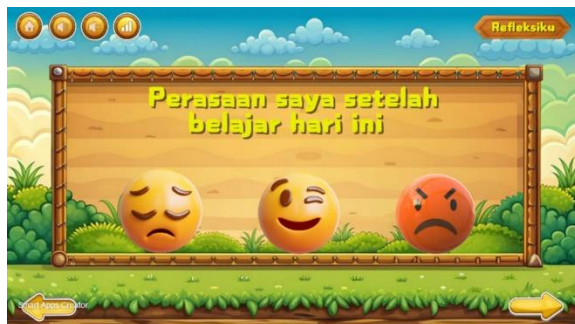 Refleksiku
Perasaan saya setelah
belajar hari ini
Smart Apps Creator